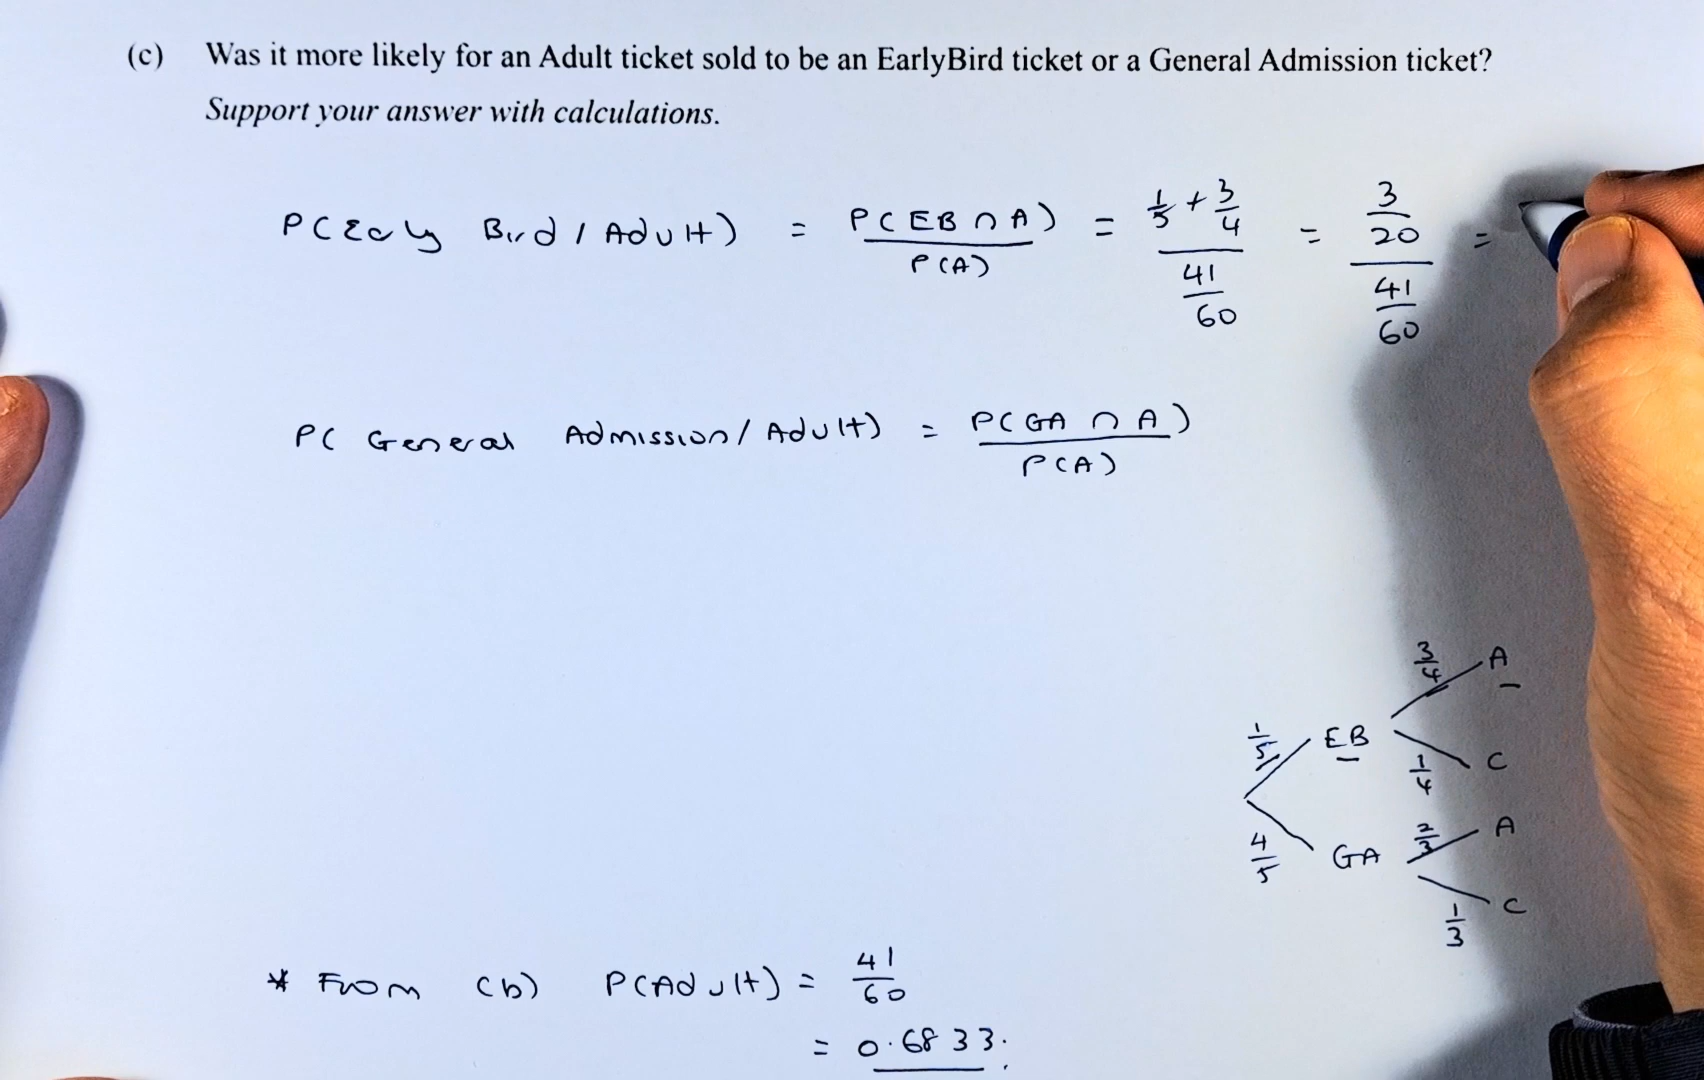 (c) Was it more likely for an Adult ticket sold to be an EarlyBird ticket or a General Admission ticket?
Support your answer with calculations.
P(Early Bird / Adult) = P(EB ∩ A) / P(A) = (1/5 + 3/4) / (41/60) = (3/20) / (41/60) =
P(General Admission / Adult) = P(GA ∩ A) / P(A)
3/4 A
1/5 EB
1/4 C
2/3 A
4/5 GA
1/3 C
* From (b) P(Adult) = 41/60
= 0.6833.